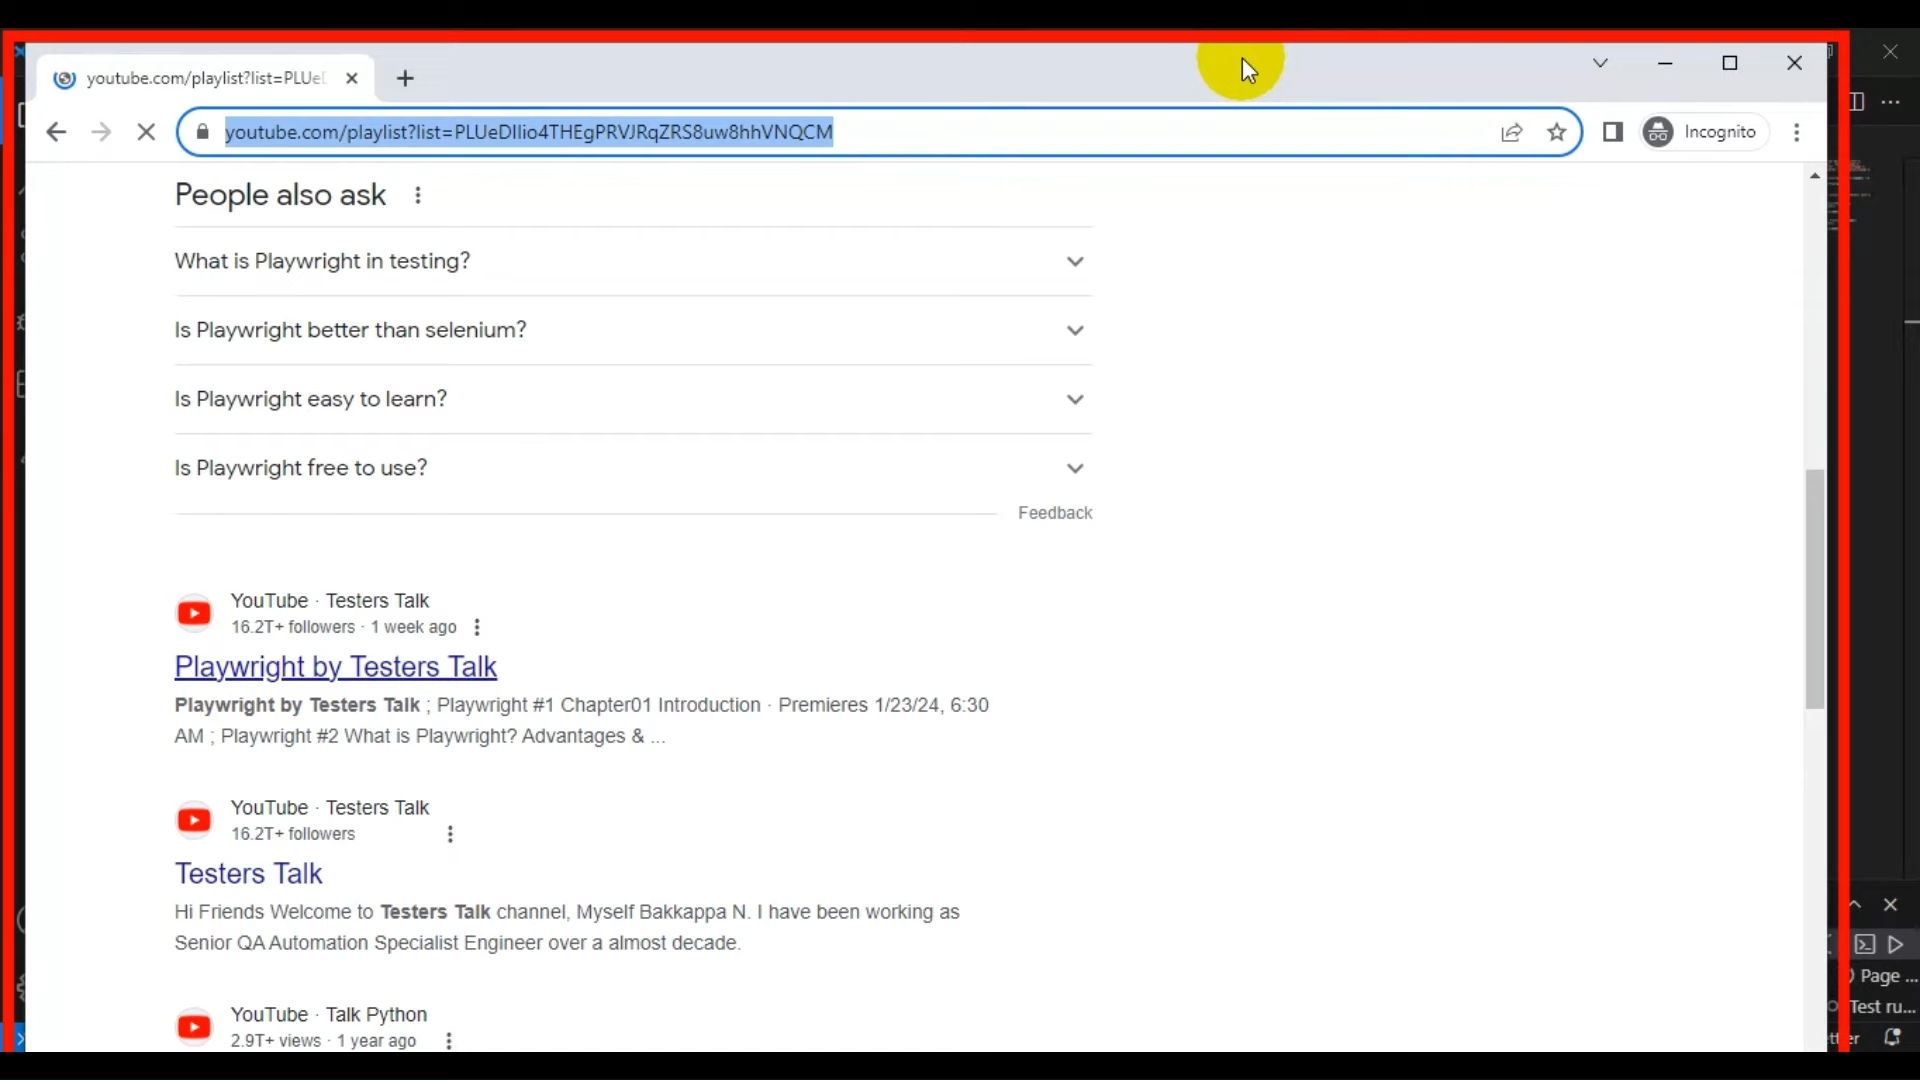 youtube.com/playlist?list=PLUeD
youtube.com/playlist?list=PLUeDIIio4THEgPRVJRqZRS8uw8hhVNQCM
Incognito
People also ask
What is Playwright in testing?
Is Playwright better than selenium?
Is Playwright easy to learn?
Is Playwright free to use?
Feedback
YouTube · Testers Talk
16.2T+ followers · 1 week ago
Playwright by Testers Talk
Playwright by Testers Talk ; Playwright #1 Chapter01 Introduction · Premieres 1/23/24, 6:30
AM ; Playwright #2 What is Playwright? Advantages & ...
YouTube · Testers Talk
16.2T+ followers
Testers Talk
Hi Friends Welcome to Testers Talk channel, Myself Bakkappa N. I have been working as
Senior QA Automation Specialist Engineer over a almost decade.
YouTube · Talk Python
2.9T+ views · 1 year ago
Page ...
Test ru...